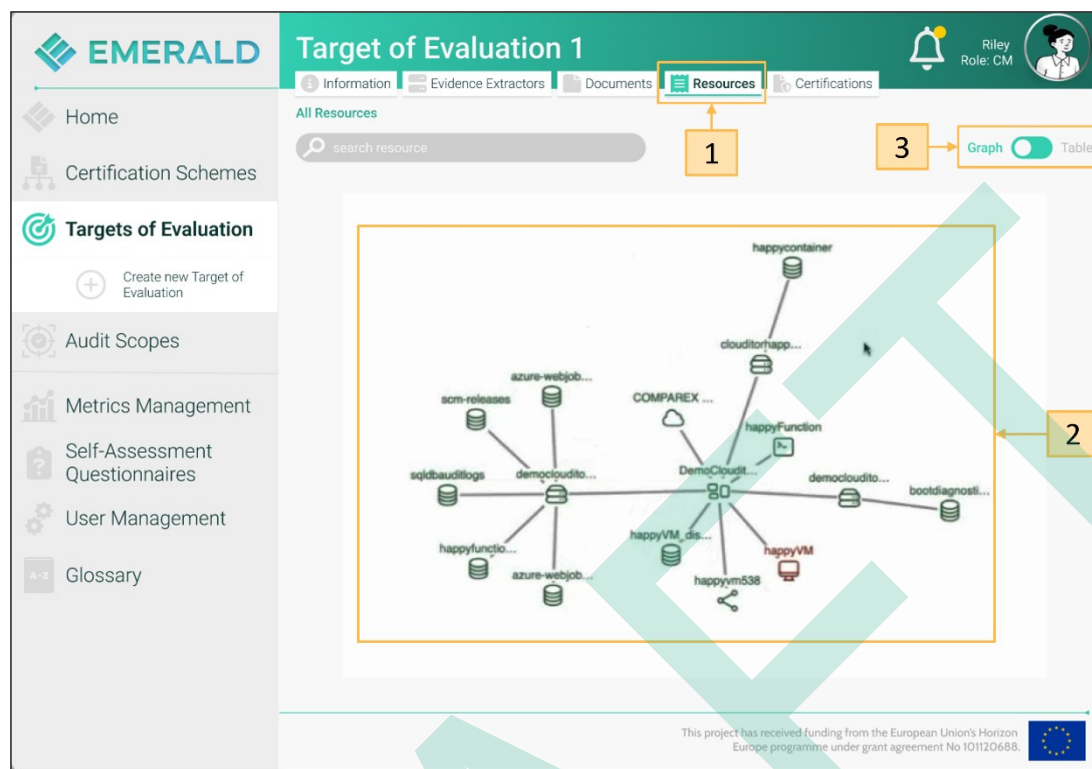 EMERALD
Target of Evaluation 1
Riley
Role: CM
Information
Evidence Extractors
Documents
Resources
Certifications
Home
Certification Schemes
Targets of Evaluation
Create new Target of
Evaluation
Audit Scopes
Metrics Management
Self-Assessment
Questionnaires
User Management
A-Z
Glossary
All Resources
search resource
1
3
Graph
Table
happycontainer
clouditorhapp...
azure-webjob...
scm-releases
COMPAREX ...
happyFunction
2
sqldbauditlogs
democloudito...
DemoCloudit...
democloudito...
bootdiagnosti...
happyfunctio...
happyVM_dis...
happyVM
azure-webjob...
happyvm538
This project has received funding from the European Union's Horizon
Europe programme under grant agreement No 101120688.